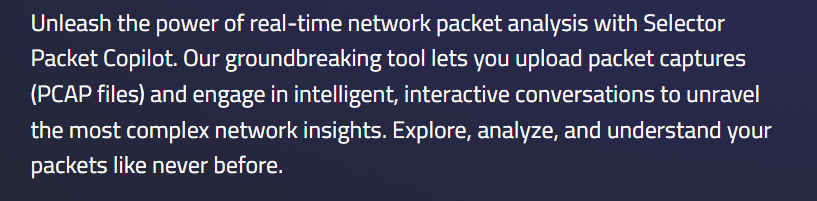 Unleash the power of real-time network packet analysis with Selector
Packet Copilot. Our groundbreaking tool lets you upload packet captures
(PCAP files) and engage in intelligent, interactive conversations to unravel
the most complex network insights. Explore, analyze, and understand your
packets like never before.